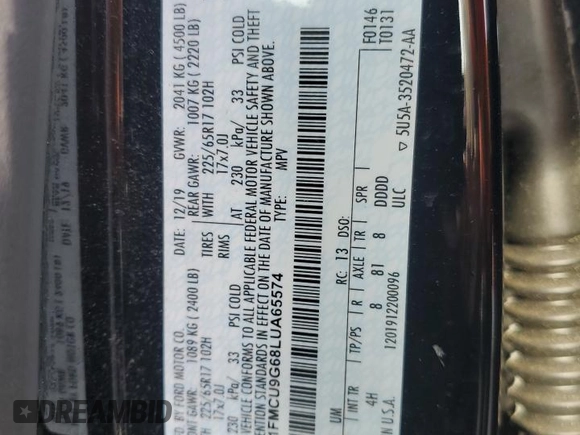 FORD MOTOR CO.
DATE: 12/19 GVWR: 2041 KG (4500 LB)
FRONT GAWR: 1089 KG (2400 LB) REAR GAWR: 1007 KG (2220 LB)
225/65R17 102H TIRES WITH 225/65R17 102H
17x7.0J RIMS 17x7.0J
230 kPa/ 33 PSI COLD AT 230 kPa/ 33 PSI COLD
VEHICLE CONFORMS TO ALL APPLICABLE FEDERAL MOTOR VEHICLE SAFETY AND THEFT
PREVENTION STANDARDS IN EFFECT ON THE DATE OF MANUFACTURE SHOWN ABOVE.
1FMCU9G68LUA65574 TYPE: MPV
F0146
T0131
RC: 13 DSO:
UM INT TR TP/PS R AXLE TR SPR
4H 8 81 8 DDDD
ULC
1201912200096
IN U.S.A.
▽ 5U5A-3520472-AA
DREAMBID